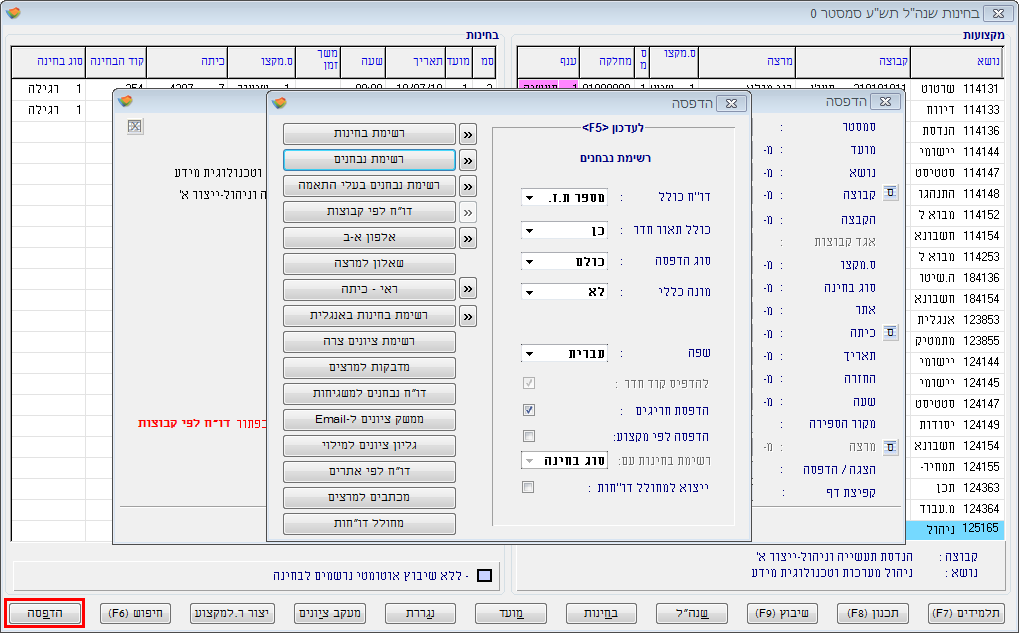 בחינות שנה"ל תש"ע סמסטר 0
מקצועות
בחינות
נושא
קבוצה
מרצה
ס.מקצו
ס מ
מחלקה
ענף
סמ
מועד
תאריך
שעה
משך זמן
ס.מקצו
כיתה
קוד הבחינה
סוג בחינה
114131 שרטוט
114133 דיווח
114136 הנדסת
114144 יישומי
114147 סטטיסט
114148 התנהגו
114152 מבוא ל
114154 חשבונא
114253 מבוא ל
184136 ה.שיטר
184154 חשבונא
123853 אנגלית
123855 מתמטיק
124144 יישומי
124145 יישומי
124147 סטטיסט
124149 יסודות
124154 חשבונא
124155 תמחיר-
124363 תכן
124364 מ.עבוד
125165 ניהול
1 רגילה
1 רגילה
הדפסה
סמסטר :
מועד : מ-
נושא : מ-
קבוצה : מ-
הקבצה : מ-
אגד קבוצות :
ס.מקצו : מ-
סוג בחינה : מ-
אתר : מ-
כיתה : מ-
תאריך : מ-
החזרה : מ-
שעה : מ-
מקור הספירה :
מרצה : מ-
הצגה / הדפסה :
קפיצת דף :
וטכנולוגית מידע
ה וניהול-ייצור א'
בפתור דו"ח לפי קבוצות
הדפסה
לעדכון <F5>
רשימת נבחנים
דו"ח כולל : מספר ת.ז.
כולל תאור חדר : כן
סוג הדפסה : כולם
מונה כללי : לא
שפה : עברית
להדפיס קוד חדר :
הדפסת חריגים :
הדפסה לפי מקצוע:
רשימת בחינות עם: סוג בחינה
ייצוא למחולל דו"חות :
רשימת בחינות »
רשימת נבחנים »
רשימת נבחנים בעלי התאמה »
דו"ח לפי קבוצות »
אלפון א-ב »
שאלון למרצה
ראי - כיתה »
רשימת בחינות באנגלית »
רשימת ציונים צרה
מדבקות למרצים
דו"ח נבחנים למשגיחות
ממשק ציונים ל-Email
גליון ציונים למילוי
דו"ח לפי אתרים
מכתבים למרצים
מחולל דו"חות
קבוצה : הנדסת תעשייה וניהול-ייצור א'
נושא : ניהול מערכות וטכנולוגית מידע
- ללא שיבוץ אוטומטי נרשמים לבחינה
תלמידים (F7)
תכנון (F8)
שיבוץ (F9)
שנה"ל
בחינות
מועד
נגררת
מעקב ציונים
יצור ר.למקצוע
חיפוש (F6)
הדפסה